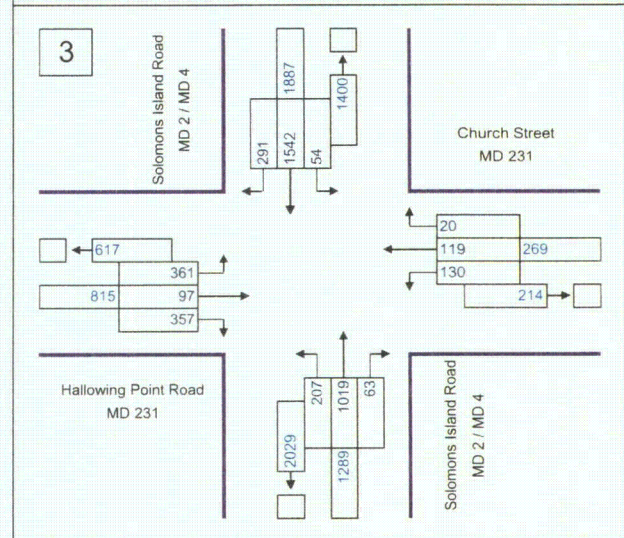 3
Solomons Island Road
MD 2 / MD 4
1887
1400
291
1542
54
Church Street
MD 231
617
361
815
97
357
20
119
269
130
214
Hallowing Point Road
MD 231
207
1019
63
2029
1289
Solomons Island Road
MD 2 / MD 4